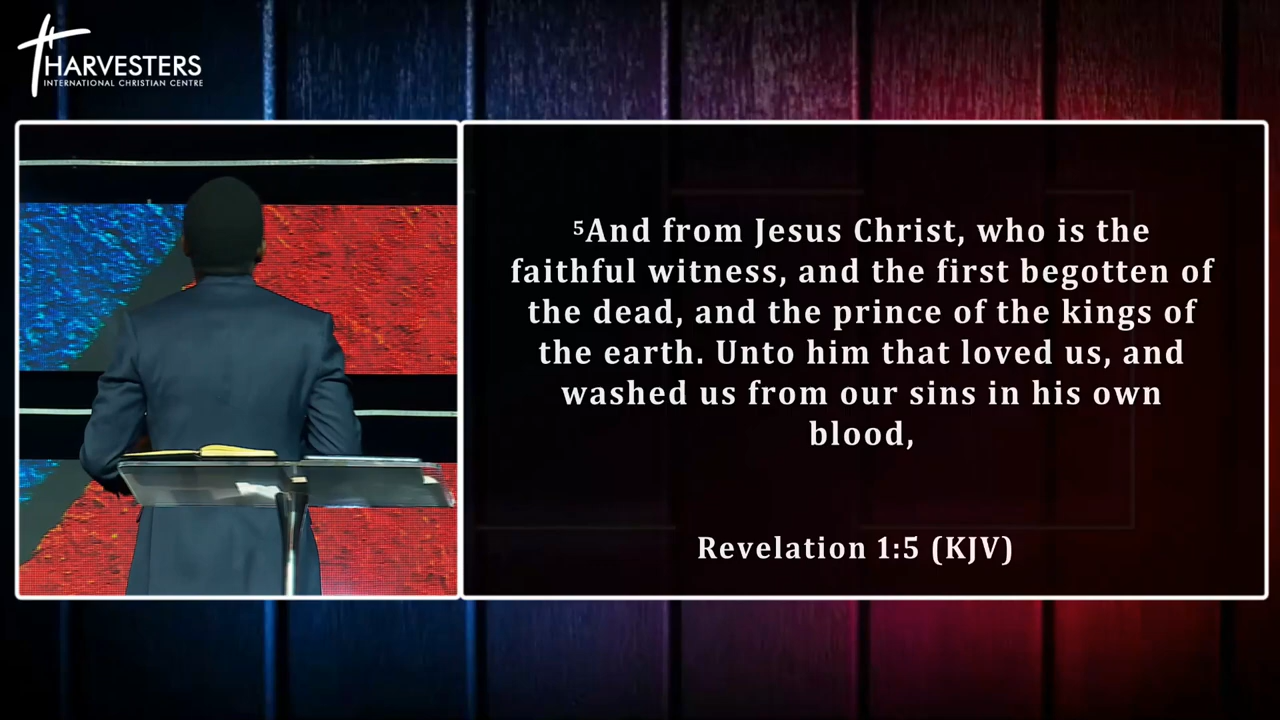 HARVESTERS
INTERNATIONAL CHRISTIAN CENTRE
⁵And from Jesus Christ, who is the
faithful witness, and the first begotten of
the dead, and the prince of the kings of
the earth. Unto him that loved us, and
washed us from our sins in his own
blood,
Revelation 1:5 (KJV)